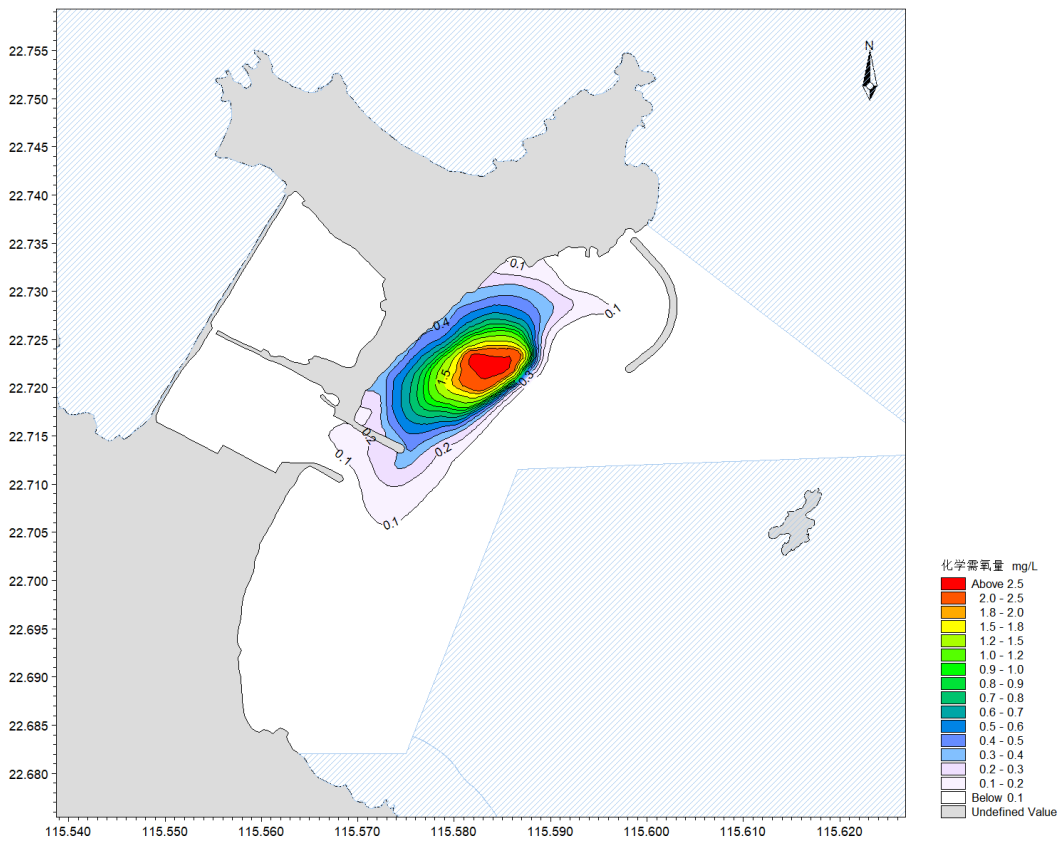 N
22.755
22.750
22.745
22.740
22.735
22.730
22.725
22.720
22.715
22.710
22.705
22.700
22.695
22.690
22.685
22.680
0.1
0.1
0.4
1.5
0.3
0.2
0.2
0.1
0.1
115.540 115.550 115.560 115.570 115.580 115.590 115.600 115.610 115.620
化学需氧量 mg/L
Above 2.5
2.0 - 2.5
1.8 - 2.0
1.5 - 1.8
1.2 - 1.5
1.0 - 1.2
0.9 - 1.0
0.8 - 0.9
0.7 - 0.8
0.6 - 0.7
0.5 - 0.6
0.4 - 0.5
0.3 - 0.4
0.2 - 0.3
0.1 - 0.2
Below 0.1
Undefined Value